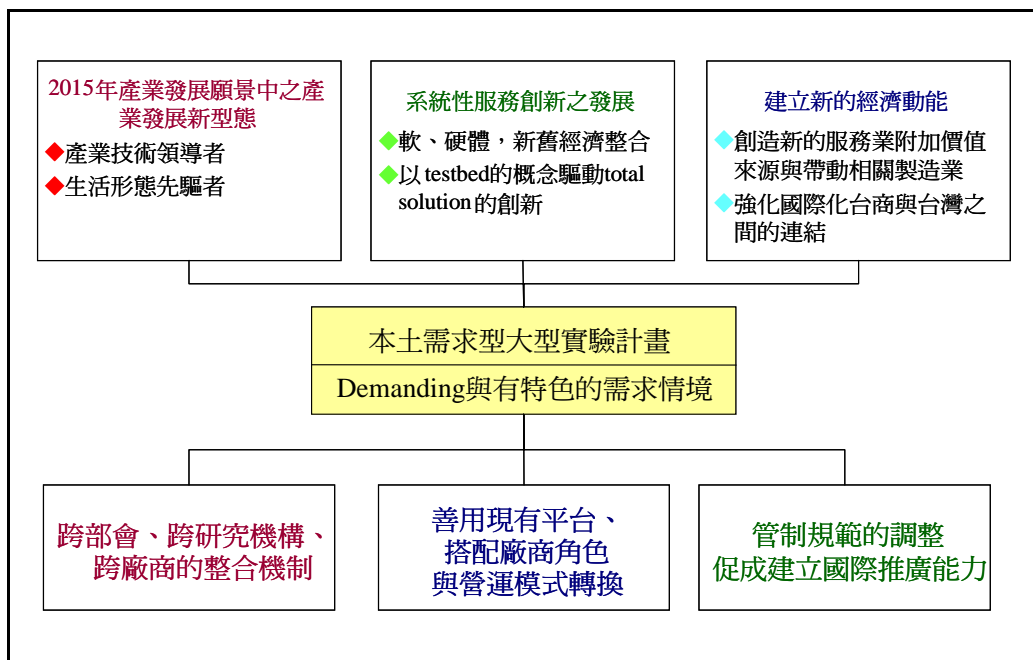 2015年產業發展願景中之產
業發展新型態
◆產業技術領導者
◆生活形態先驅者
系統性服務創新之發展
◆軟、硬體，新舊經濟整合
◆以testbed的概念驅動total
solution的創新
建立新的經濟動能
◆創造新的服務業附加價值
來源與帶動相關製造業
◆強化國際化台商與台灣之
間的連結
本土需求型大型實驗計畫
Demanding與有特色的需求情境
跨部會、跨研究機構、
跨廠商的整合機制
善用現有平台、
搭配廠商角色
與營運模式轉換
管制規範的調整
促成建立國際推廣能力